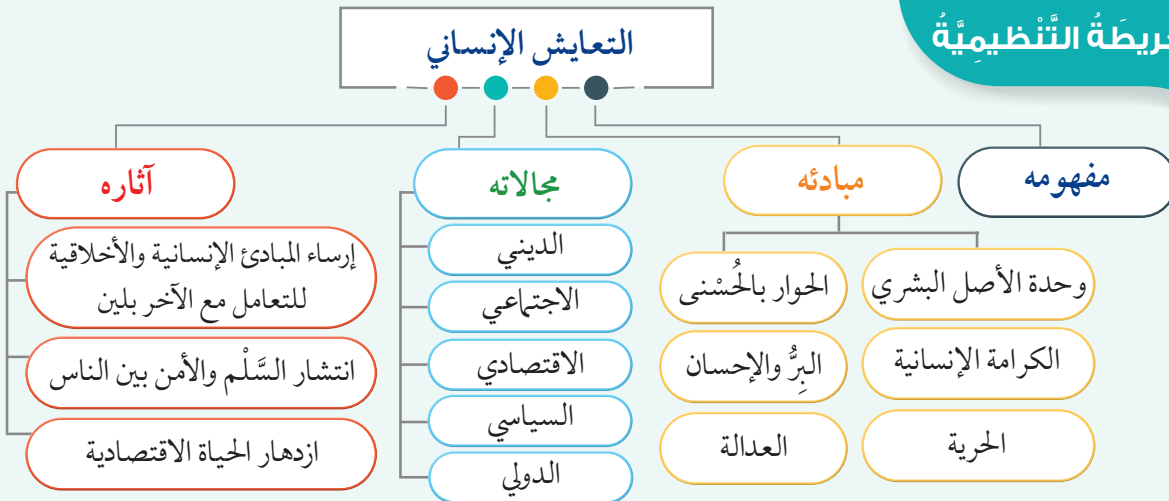 التَّنْظيمِيَّةُ
التعايش الإنساني
مفهومه
مبادئه
وحدة الأصل البشري
الكرامة الإنسانية
الحرية
الحوار بالحُسْنى
البِرُّ والإحسان
العدالة
مجالاته
الديني
الاجتماعي
الاقتصادي
السياسي
الدولي
آثاره
إرساء المبادئ الإنسانية والأخلاقية
للتعامل مع الآخر بلين
انتشار السَّلْم والأمن بين الناس
ازدهار الحياة الاقتصادية